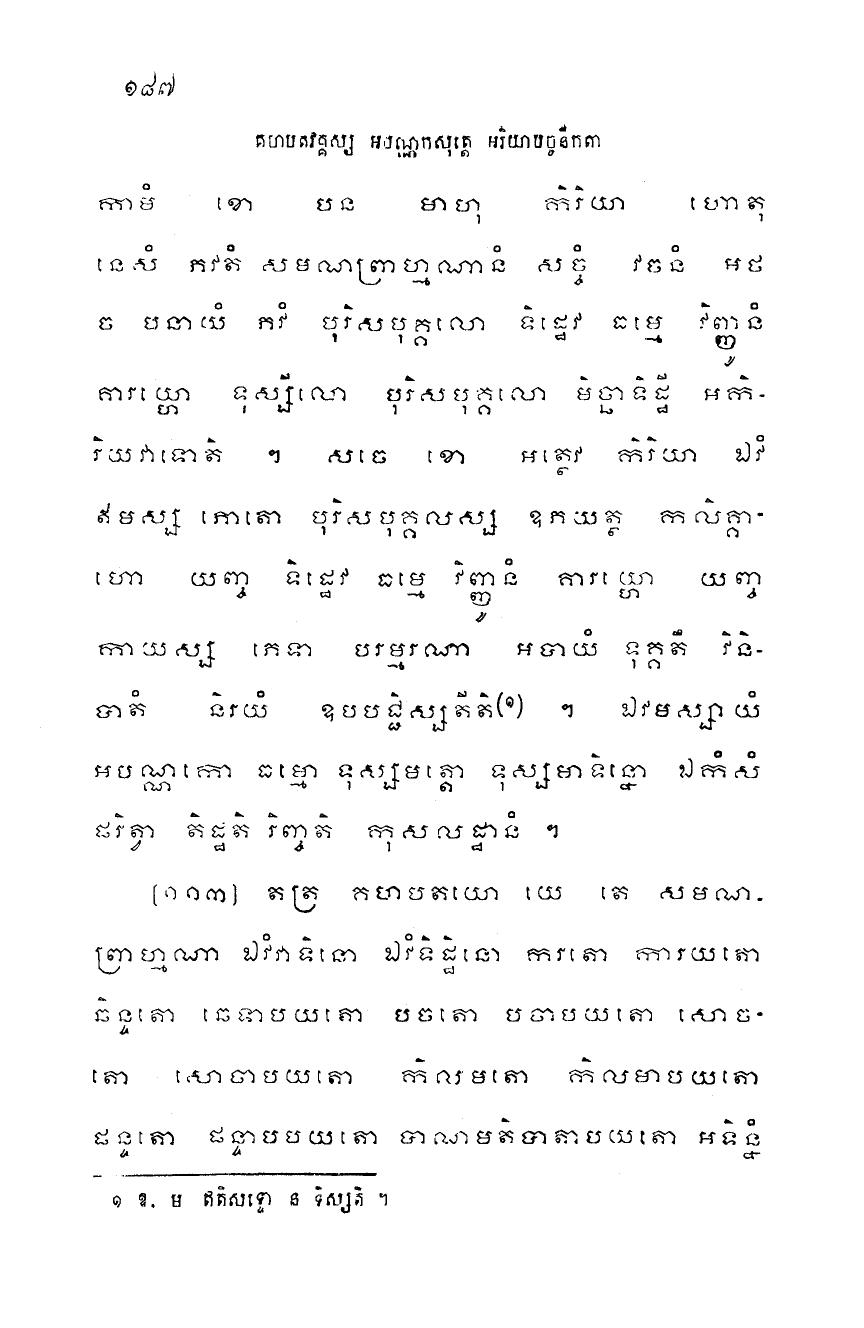 ១៨៧
គហបតវគ្គស្ស អបណ្ណកសុត្តេ អរិយាបច្ចនីកតា
កាមំ ខោ បន មាហុ កិរិយា ហោតុ
នេសំ ភវតំ សមណព្រាហ្មណានំ សច្ចំ វចនំ អថ
ច បនាយំ ភវំ បុរិសបុគ្គលោ ទិដ្ឋេវ ធម្មេ វិញ្ញូនំ
គារយ្ហោ ទុស្សីលោ បុរិសបុគ្គលោ មិច្ឆាទិដ្ឋិ អកិ-
រិយវាទោតិ ។ សចេ ខោ អត្ថេវ កិរិយា ឯវំ
ឥមស្ស ភោតោ បុរិសបុគ្គលស្ស ឧភយត្ថ កលិគ្គា-
ហោ យញ្ច ទិដ្ឋេវ ធម្មេ វិញ្ញូនំ គារយ្ហោ យញ្ច
កាយស្ស ភេទា បរម្មរណា អបាយំ ទុគ្គតឹ វិនិ-
បាតំ និរយំ ឧបបជ្ជិស្សតីតិ(១) ។ ឯវមស្សាយំ
អបណ្ណកោ ធម្មោ ទុស្សមត្តោ ទុស្សមាទិន្នោ ឯកំសំ
ផរិត្វា តិដ្ឋតិ រិញ្ចតិ កុសលដ្ឋានំ ។
[១១៣] តត្រ គហបតយោ យេ តេ សមណ-
ព្រាហ្មណា ឯវំវាទិនោ ឯវំទិដ្ឋិនោ ករតោ ការយតោ
ឆិន្ទតោ ឆេទាបយតោ បចតោ បចាបយតោ សោច-
តោ សោចាបយតោ កិលមតោ កិលមាបយតោ
ផន្ទតោ ផន្ទាបបយតោ បាណមតិបាតាបយតោ អទិន្នំ
១ ឱ. ម ឥតិសទ្ទោ ន ទិស្សតិ ។